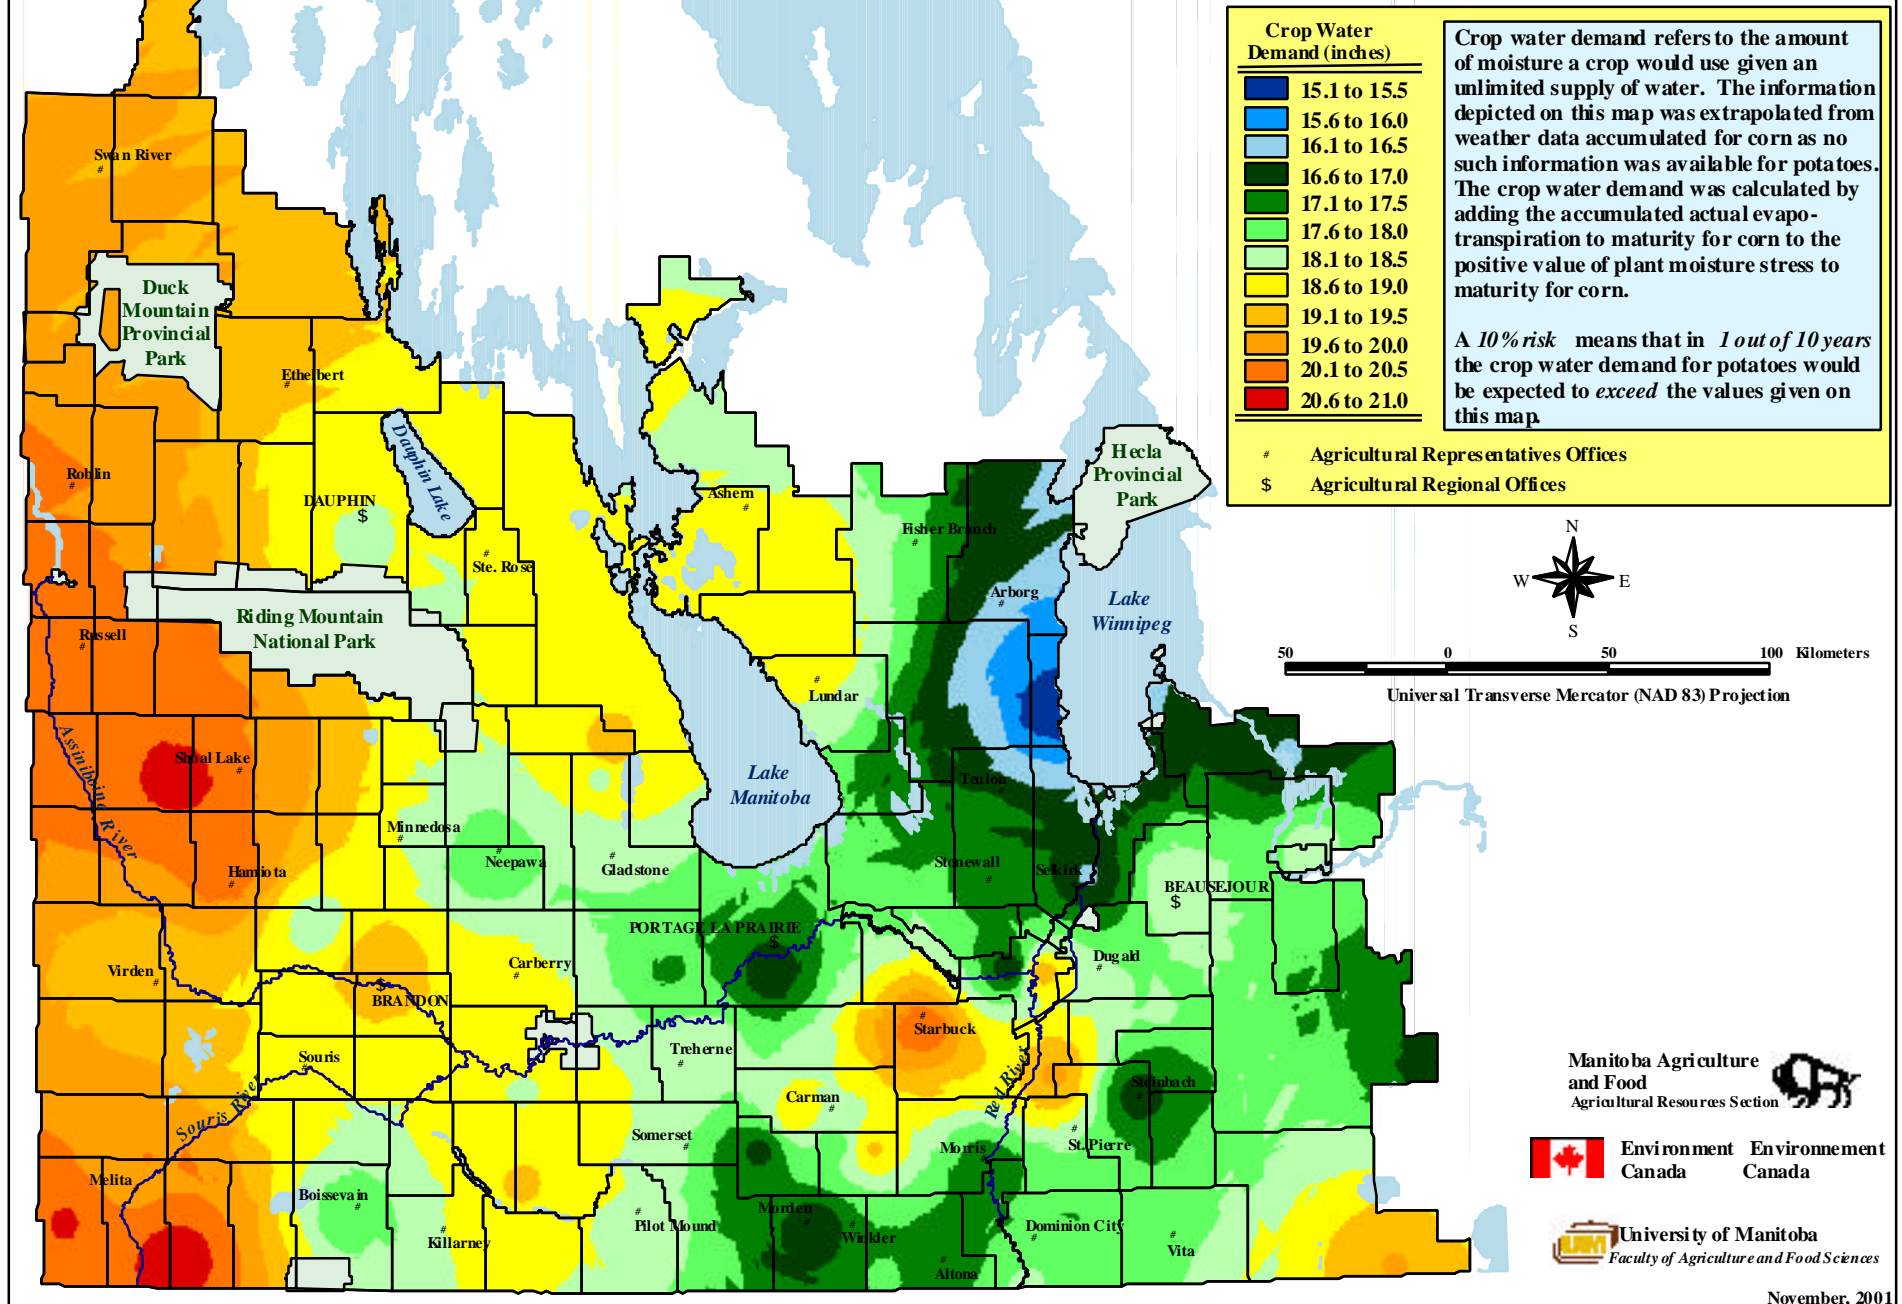 Crop Water
Demand (inches)
15.1 to 15.5
15.6 to 16.0
16.1 to 16.5
16.6 to 17.0
17.1 to 17.5
17.6 to 18.0
18.1 to 18.5
18.6 to 19.0
19.1 to 19.5
19.6 to 20.0
20.1 to 20.5
20.6 to 21.0
# Agricultural Representatives Offices
$ Agricultural Regional Offices
Crop water demand refers to the amount
of moisture a crop would use given an
unlimited supply of water. The information
depicted on this map was extrapolated from
weather data accumulated for corn as no
such information was available for potatoes.
The crop water demand was calculated by
adding the accumulated actual evapo-
transpiration to maturity for corn to the
positive value of plant moisture stress to
maturity for corn.
A 10% risk means that in 1 out of 10 years
the crop water demand for potatoes would
be expected to exceed the values given on
this map.
N
W E
S
50 0 50 100 Kilometers
Universal Transverse Mercator (NAD 83) Projection
Swan River
#
Duck
Mountain
Provincial
Park
Ethelbert
#
Roblin
#
DAUPHIN
$
Dauphin Lake
Ste. Rose
#
Ashern
#
Fisher Branch
#
Hecla
Provincial
Park
Arborg
#
Lake
Winnipeg
Riding Mountain
National Park
Russell
#
Lundar
#
Shoal Lake
#
Assiniboine River
Lake
Manitoba
Teulon
Minnedosa
#
Neepawa
#
Gladstone
#
Stonewall
#
Selkirk
Hamiota
#
BEAUSEJOUR
$
PORTAGE LA PRAIRIE
$
Virden
#
Carberry
#
Dugald
#
BRANDON
$
Starbuck
#
Souris
#
Treherne
#
Red River
Steinbach
#
Souris River
Carman
#
Somerset
#
Morris
St. Pierre
#
Melita
Boissevain
#
Killarney
#
Pilot Mound
#
Morden
#
Winkler
#
Altona
#
Dominion City
#
Vita
#
Manitoba Agriculture
and Food
Agricultural Resources Section
Environment Environnement
Canada Canada
University of Manitoba
Faculty of Agriculture and Food Sciences
November, 2001